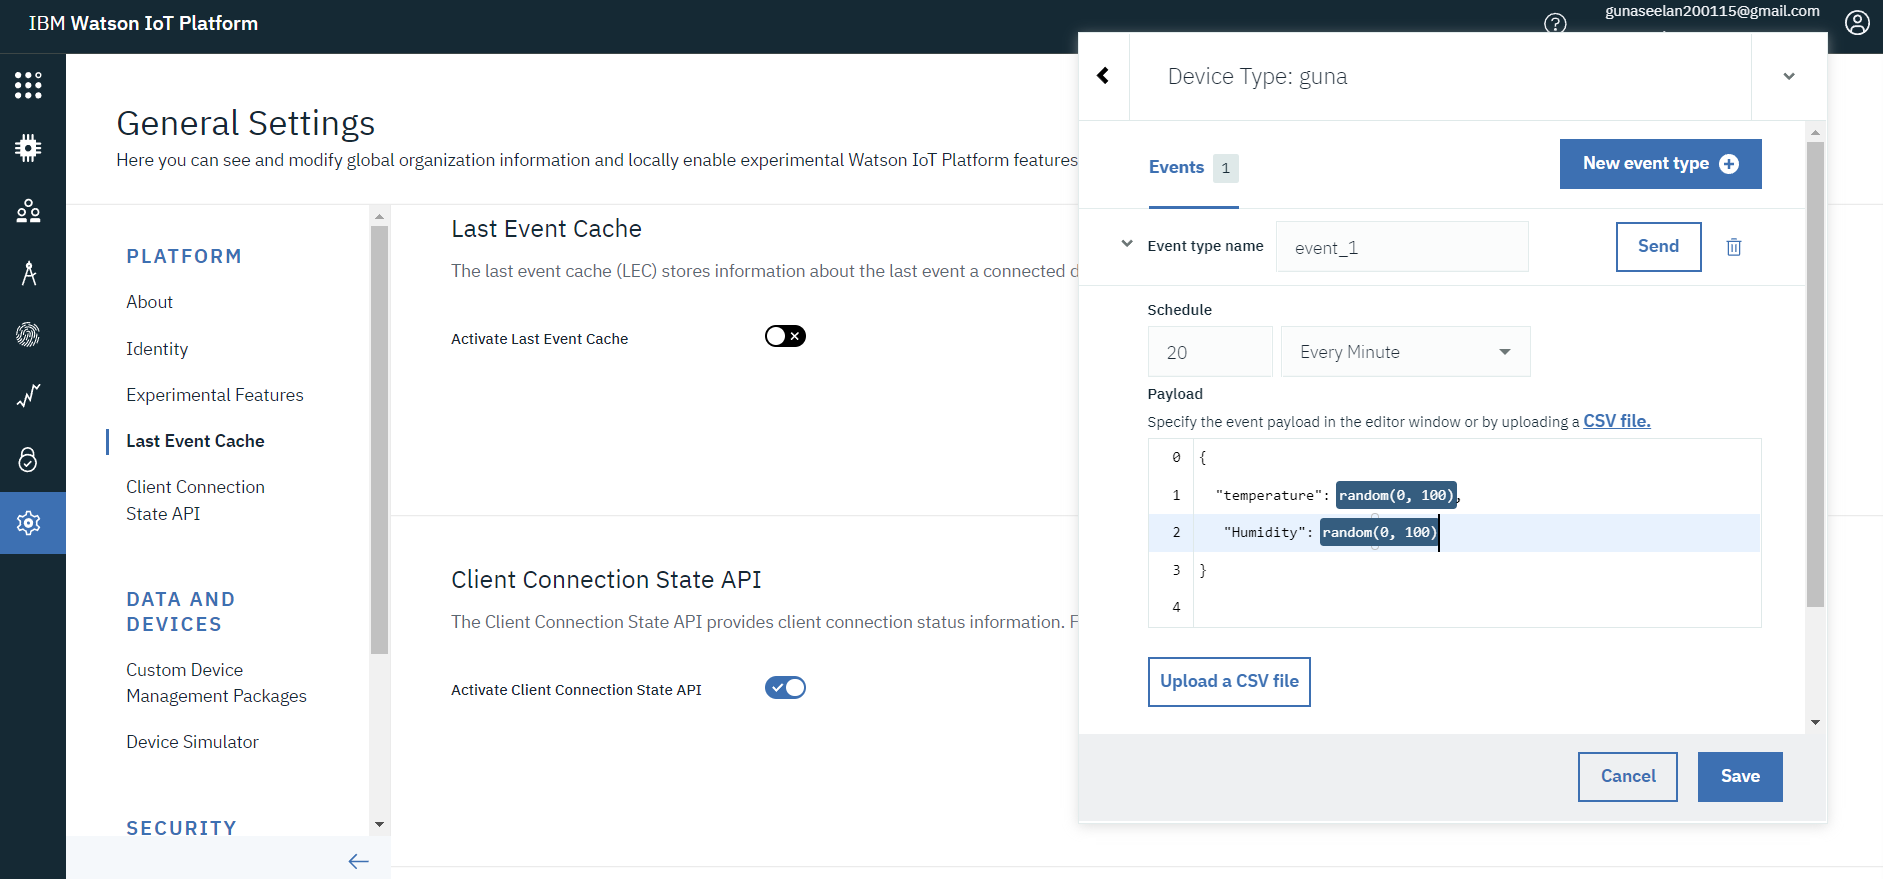 IBM Watson IoT Platform
gunaseelan200115@gmail.com
General Settings
Here you can see and modify global organization information and locally enable experimental Watson IoT Platform features
PLATFORM
About
Identity
Experimental Features
Last Event Cache
Client Connection
State API
DATA AND
DEVICES
Custom Device
Management Packages
Device Simulator
SECURITY
Last Event Cache
The last event cache (LEC) stores information about the last event a connected d
Activate Last Event Cache
Client Connection State API
The Client Connection State API provides client connection status information. F
Activate Client Connection State API
Device Type: guna
Events 1
New event type
Event type name event_1 Send
Schedule
20 Every Minute
Payload
Specify the event payload in the editor window or by uploading a CSV file.
0 {
1 "temperature": random(0, 100),
2 "Humidity": random(0, 100)
3 }
4
Upload a CSV file
Cancel Save